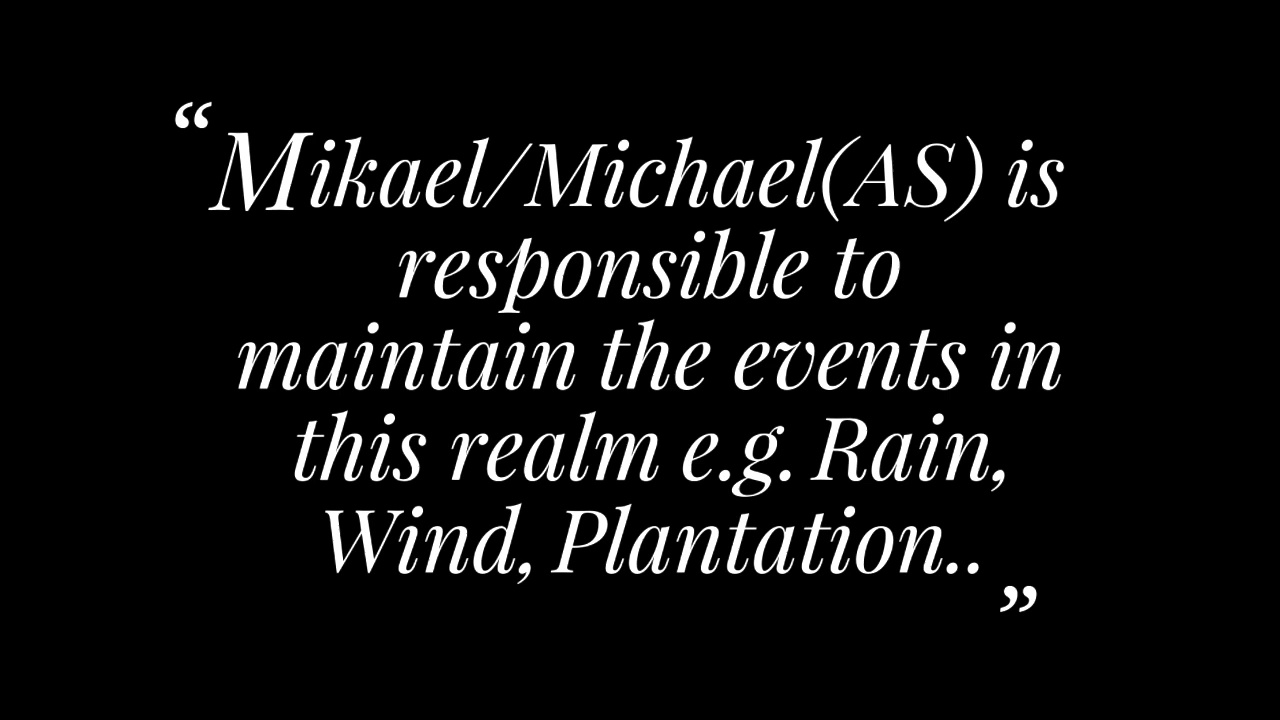 “Mikael/Michael(AS) is
responsible to
maintain the events in
this realm e.g. Rain,
Wind, Plantation..”